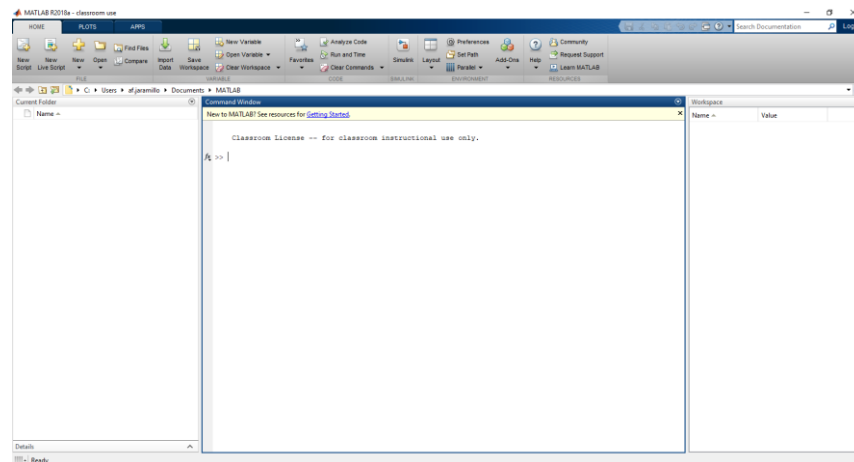 MATLAB R2018a - classroom use
HOME PLOTS APPS
Search Documentation Log
New Script
New Live Script
New
Open
Find Files
Compare
Import Data
Save Workspace
New Variable
Open Variable
Clear Workspace
Favorites
Analyze Code
Run and Time
Clear Commands
Simulink
Layout
Preferences
Set Path
Parallel
Add-Ons
Help
Community
Request Support
Learn MATLAB
FILE VARIABLE CODE SIMULINK ENVIRONMENT RESOURCES
C: Users af.jaramillo Documents MATLAB
Current Folder
Name
Command Window
New to MATLAB? See resources for Getting Started.
Classroom License -- for classroom instructional use only.
fx >>
Workspace
Name Value
Details
Ready